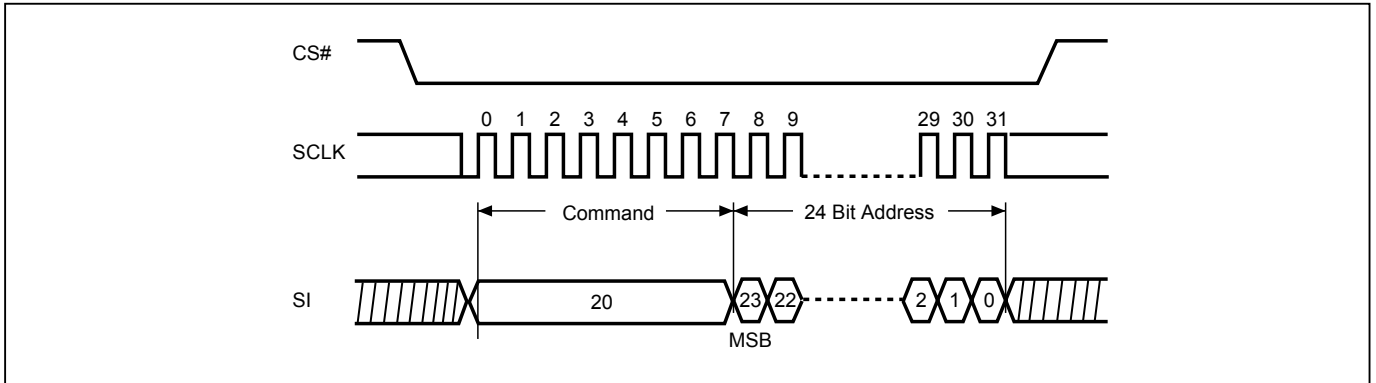 CS#
0 1 2 3 4 5 6 7 8 9 29 30 31
SCLK
Command 24 Bit Address
SI 20 23 22 2 1 0
MSB